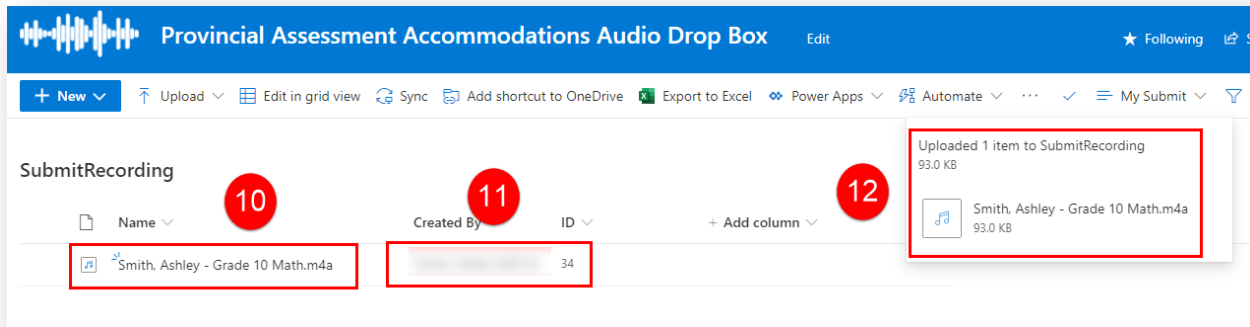 Provincial Assessment Accommodations Audio Drop Box Edit Following
New Upload Edit in grid view Sync Add shortcut to OneDrive Export to Excel Power Apps Automate ... My Submit
Uploaded 1 item to SubmitRecording
93.0 KB
SubmitRecording
10 11 12
Smith, Ashley - Grade 10 Math.m4a
93.0 KB
Name Created By ID + Add column
Smith, Ashley - Grade 10 Math.m4a 34